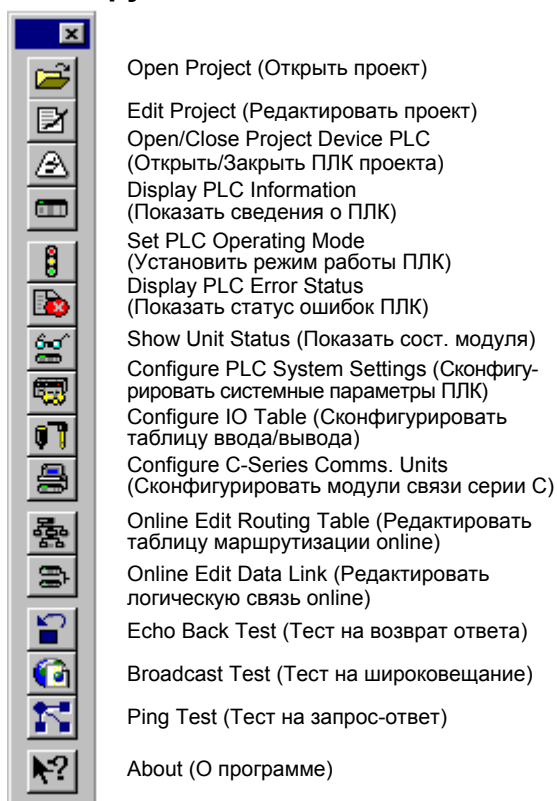 Open Project (Открыть проект)
Edit Project (Редактировать проект)
Open/Close Project Device PLC
(Открыть/Закрыть ПЛК проекта)
Display PLC Information
(Показать сведения о ПЛК)
Set PLC Operating Mode
(Установить режим работы ПЛК)
Display PLC Error Status
(Показать статус ошибок ПЛК)
Show Unit Status (Показать сост. модуля)
Configure PLC System Settings (Сконфигу-
рировать системные параметры ПЛК)
Configure IO Table (Сконфигурировать
таблицу ввода/вывода)
Configure C-Series Comms. Units
(Сконфигурировать модули связи серии C)
Online Edit Routing Table (Редактировать
таблицу маршрутизации online)
Online Edit Data Link (Редактировать
логическую связь online)
Echo Back Test (Тест на возврат ответа)
Broadcast Test (Тест на широковещание)
Ping Test (Тест на запрос-ответ)
About (О программе)